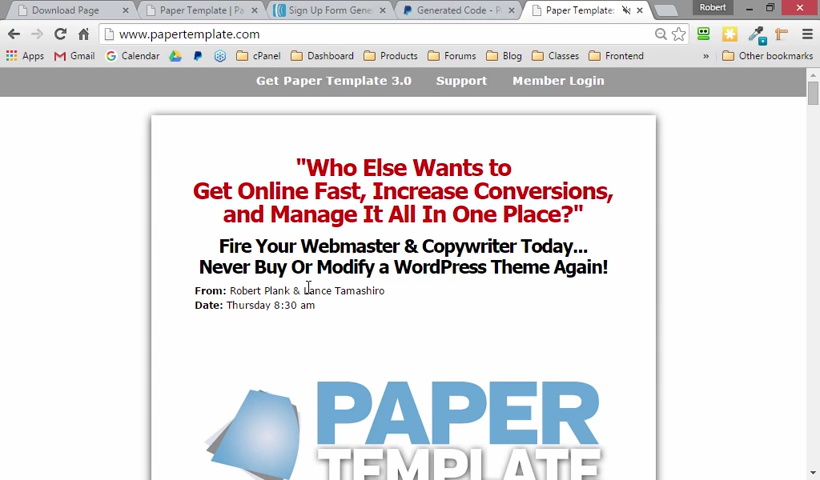 Download Page
Paper Template | Pa
Sign Up Form Gene
Generated Code - P
Paper Template:
Robert
www.papertemplate.com
Apps
Gmail
Calendar
cPanel
Dashboard
Products
Forums
Blog
Classes
Frontend
»
Other bookmarks
Get Paper Template 3.0
Support
Member Login
"Who Else Wants to
Get Online Fast, Increase Conversions,
and Manage It All In One Place?"
Fire Your Webmaster & Copywriter Today...
Never Buy Or Modify a WordPress Theme Again!
From: Robert Plank & Lance Tamashiro
Date: Thursday 8:30 am
PAPER
TEMPLATE